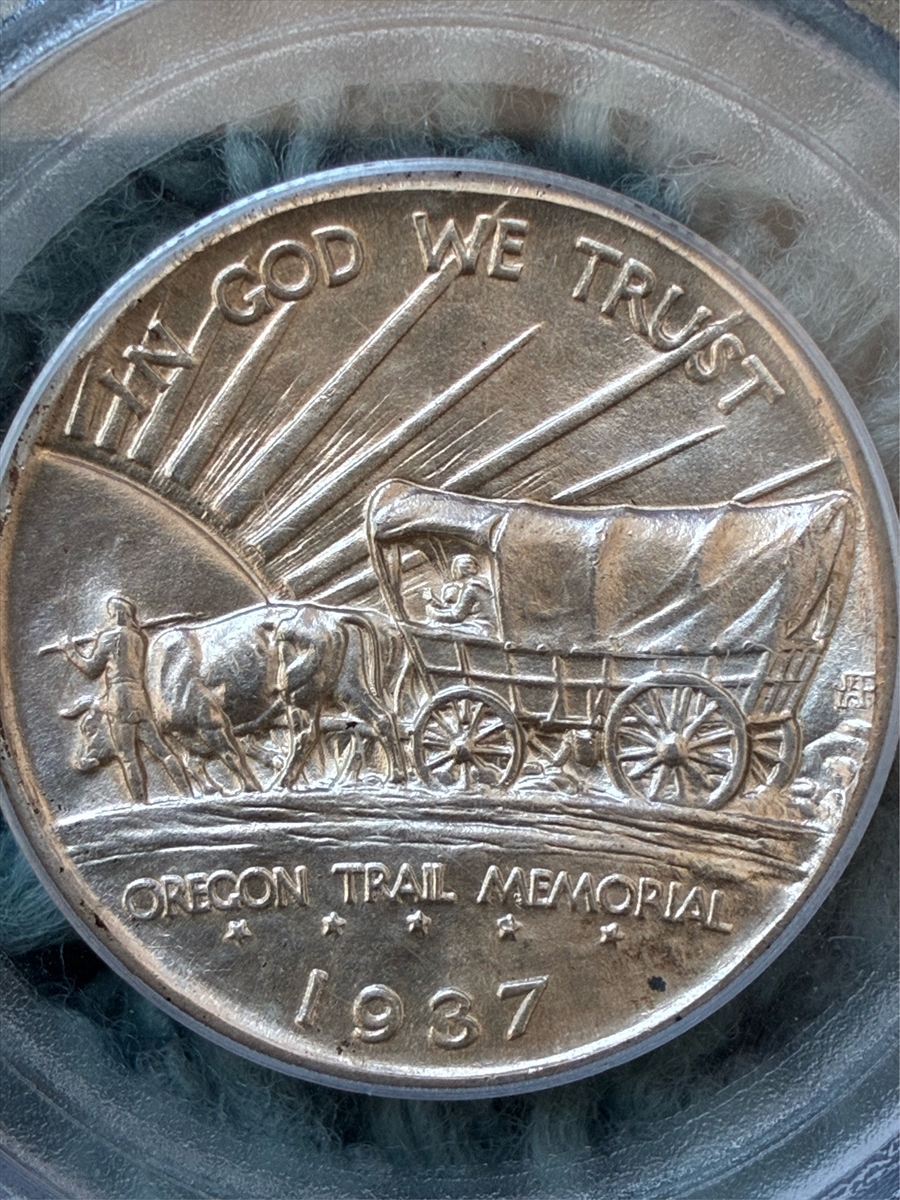 IN GOD WE TRUST
OREGON TRAIL MEMORIAL
1937